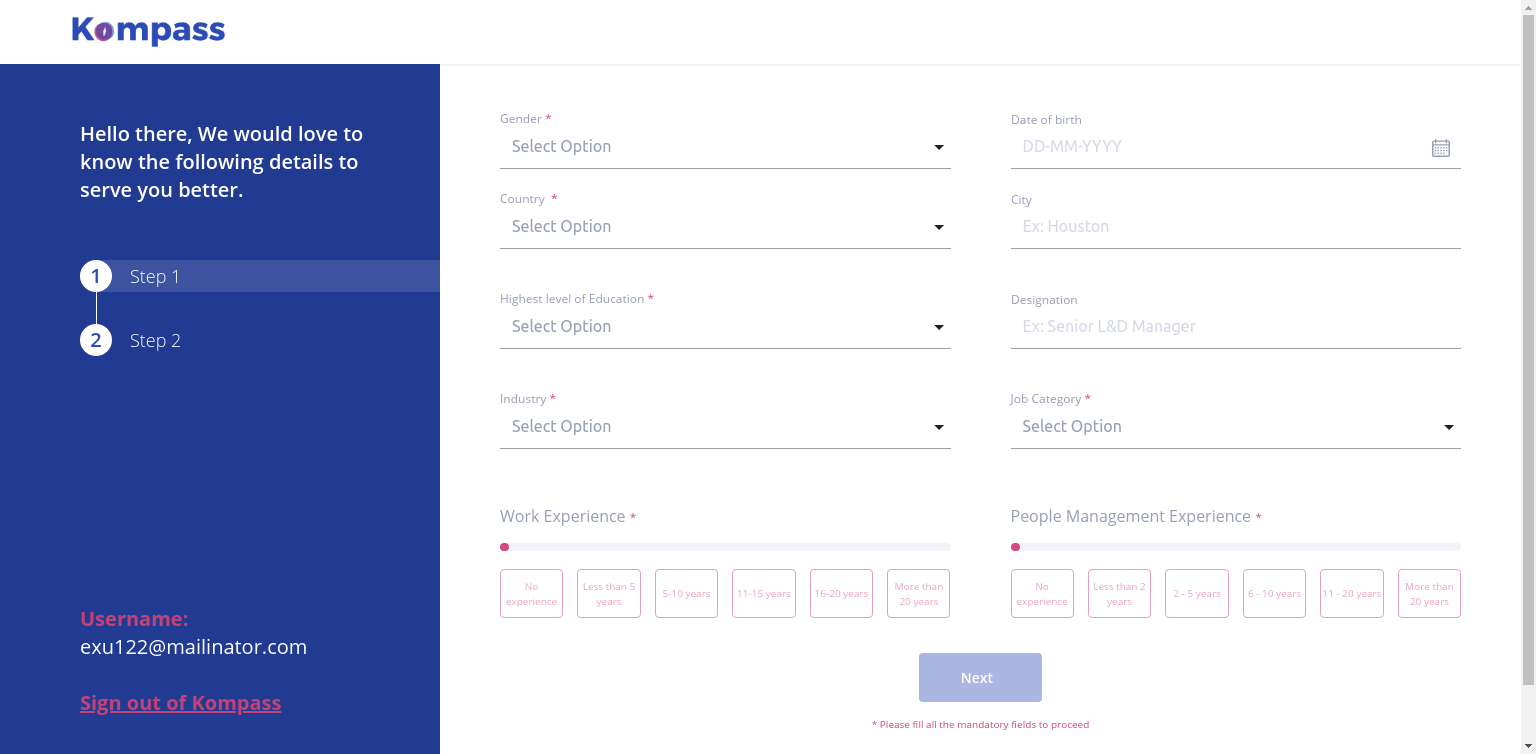 Kompass
Hello there, We would love to
know the following details to
serve you better.
1 Step 1
2 Step 2
Username:
exu122@mailinator.com
Sign out of Kompass
Gender *
Select Option
Date of birth
DD-MM-YYYY
Country *
Select Option
City
Ex: Houston
Highest level of Education *
Select Option
Designation
Ex: Senior L&D Manager
Industry *
Select Option
Job Category *
Select Option
Work Experience *
No
experience
Less than 5
years
5-10 years
11-15 years
16-20 years
More than
20 years
People Management Experience *
No
experience
Less than 2
years
2 - 5 years
6 - 10 years
11 - 20 years
More than
20 years
Next
* Please fill all the mandatory fields to proceed